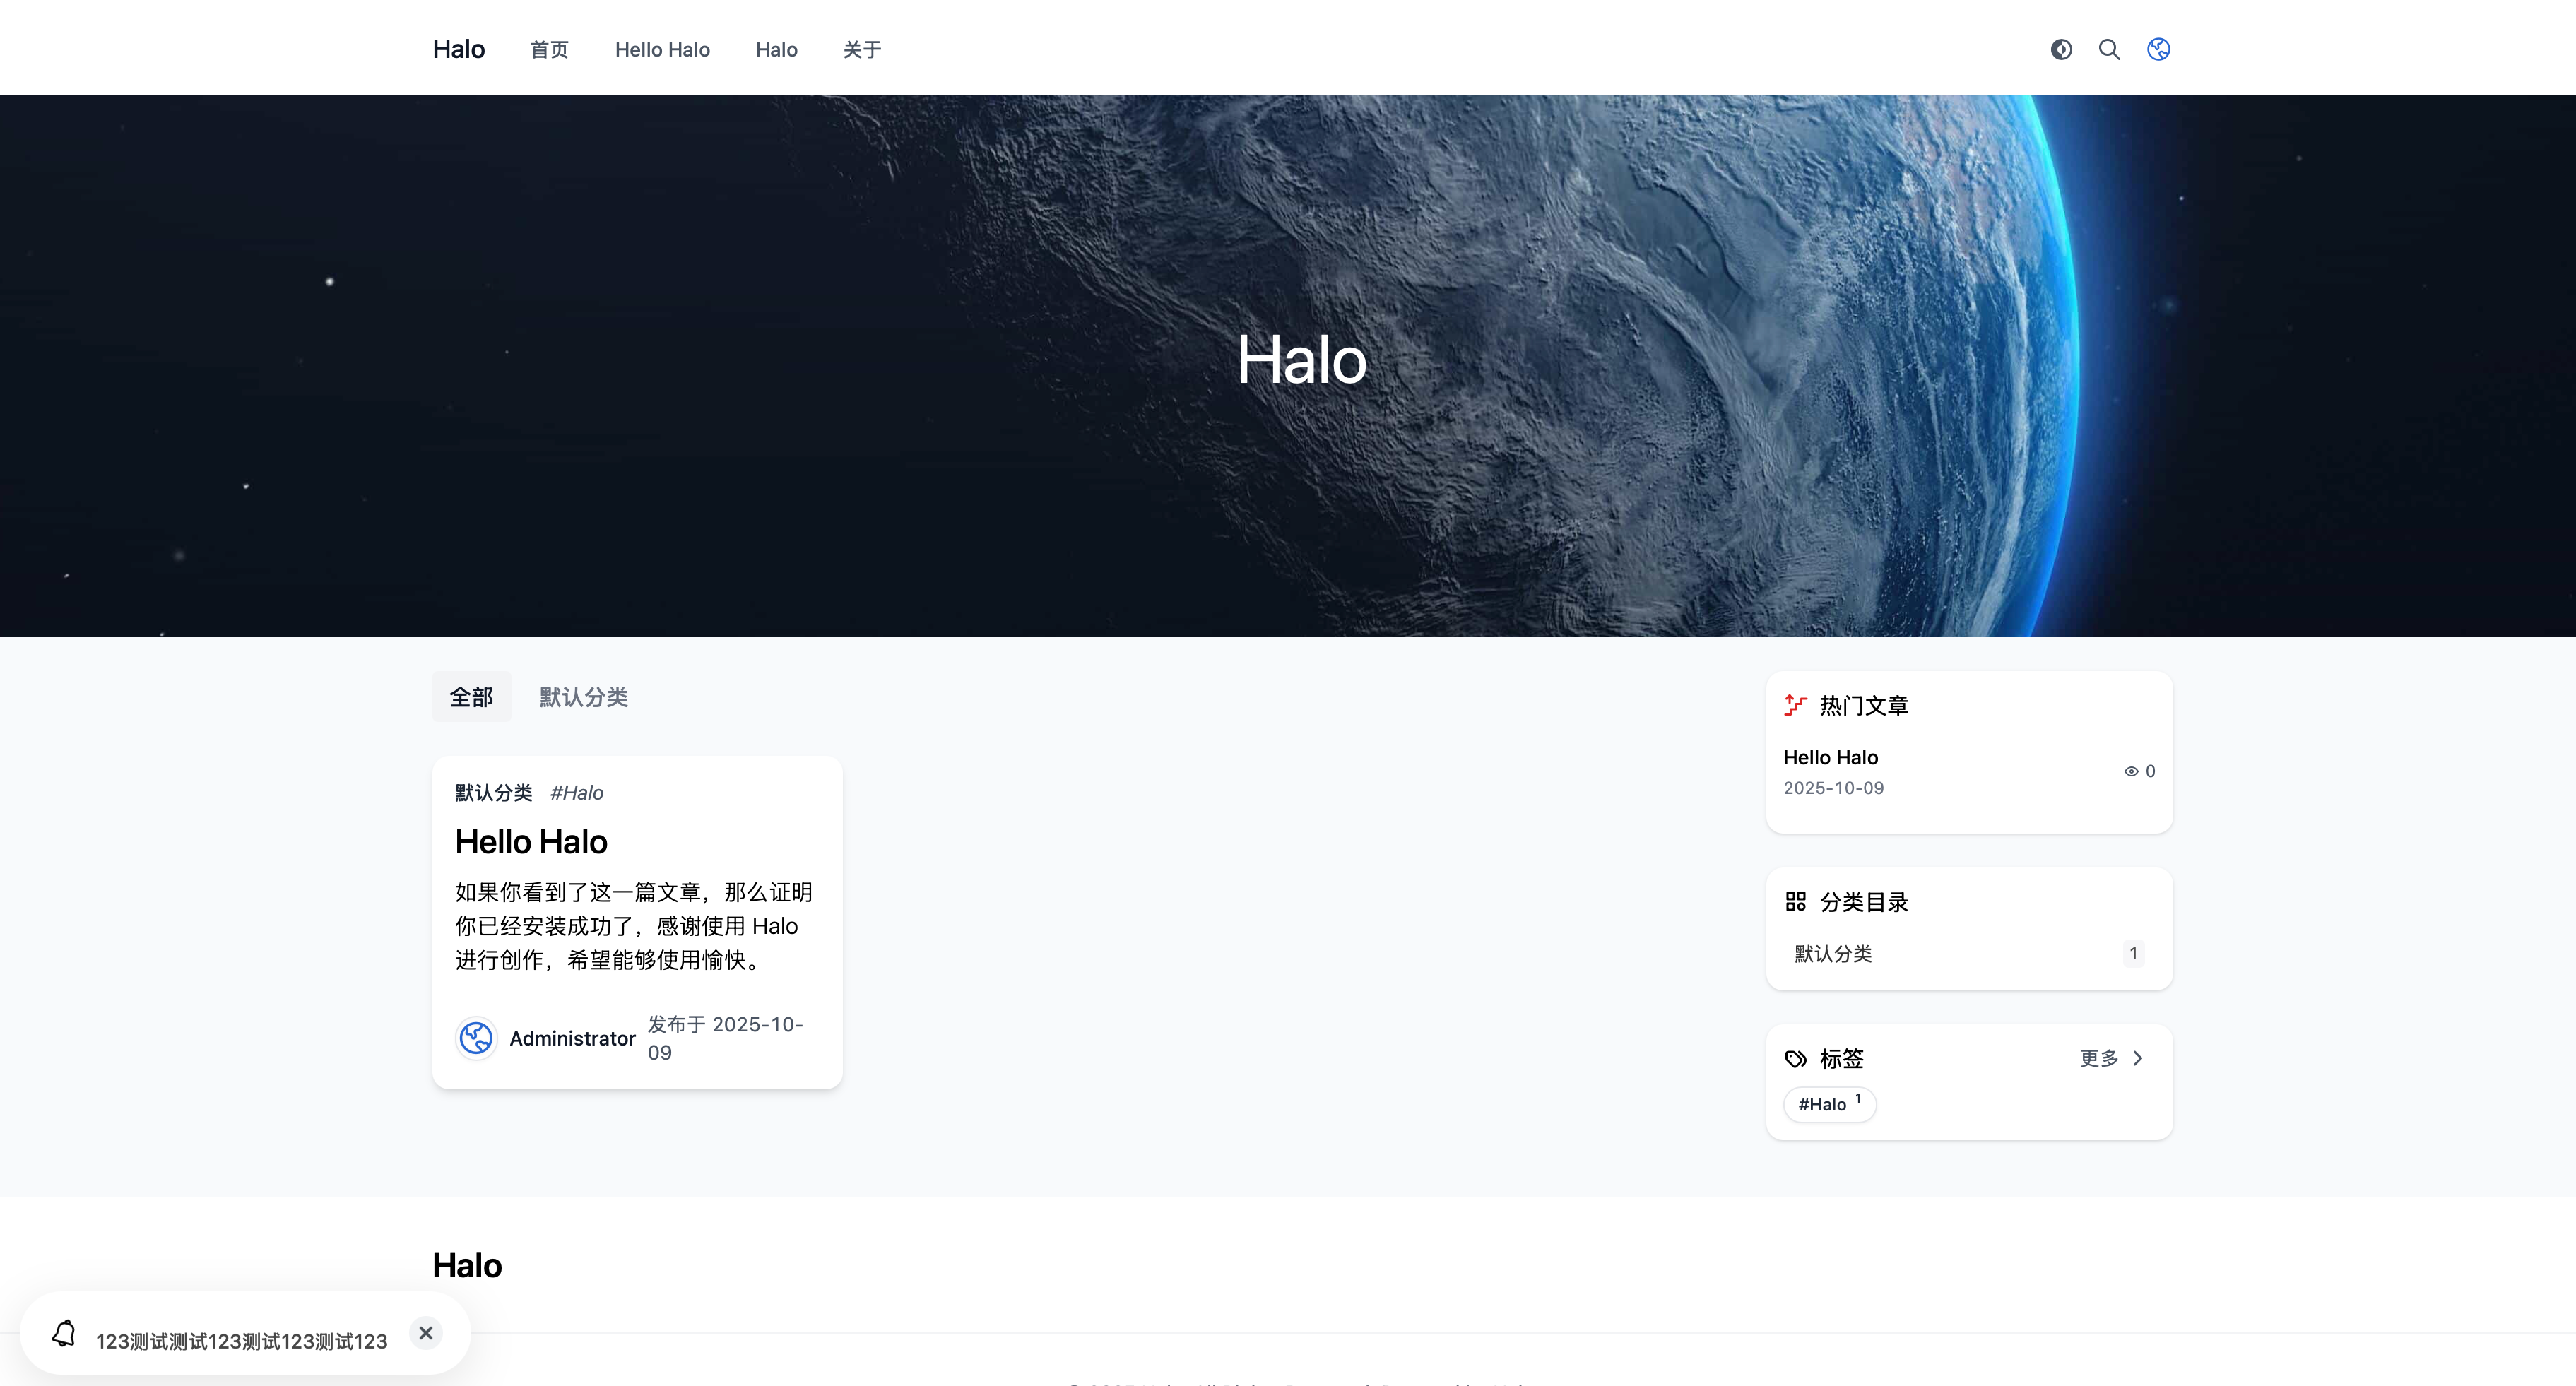 Halo 首页 Hello Halo Halo 关于
Halo
全部 默认分类
默认分类 #Halo
Hello Halo
如果你看到了这一篇文章，那么证明
你已经安装成功了，感谢使用 Halo
进行创作，希望能够使用愉快。
Administrator 发布于 2025-10-
09
热门文章
Hello Halo
2025-10-09
0
分类目录
默认分类 1
标签 更多
#Halo 1
Halo
123测试测试123测试123测试123